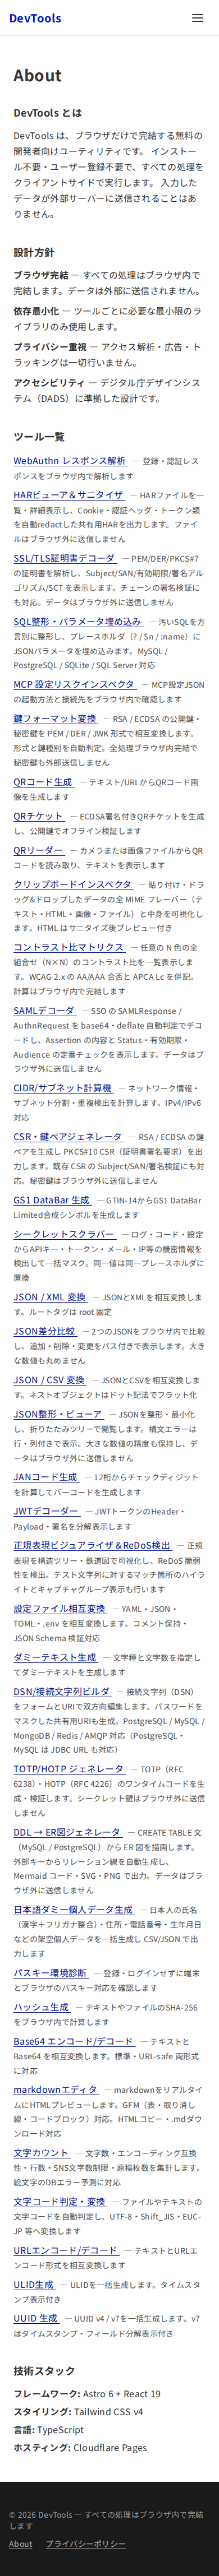 DevTools
About
DevTools とは
DevTools は、ブラウザだけで完結する無料の
開発者向けユーティリティです。 インストー
ル不要・ユーザー登録不要で、すべての処理を
クライアントサイドで実行します。 入力した
データが外部サーバーに送信されることはあ
りません。
設計方針
ブラウザ完結 — すべての処理はブラウザ内で
完結します。データは外部に送信されません。
依存最小化 — ツールごとに必要な最小限のラ
イブラリのみ使用します。
プライバシー重視 — アクセス解析・広告・ト
ラッキングは一切行いません。
アクセシビリティ — デジタル庁デザインシス
テム（DADS）に準拠した設計です。
ツール一覧
WebAuthn レスポンス解析 — 登録・認証レス
ポンスをブラウザ内で解析します
HARビューア＆サニタイザ — HARファイルを一
覧・詳細表示し、Cookie・認証ヘッダ・トークン類
を自動redactした共有用HARを出力します。ファイ
ルはブラウザ外に送信しません
SSL/TLS証明書デコーダ — PEM/DER/PKCS#7
の証明書を解析し、Subject/SAN/有効期限/署名アル
ゴリズム/SCT を表示します。チェーンの署名検証に
も対応。データはブラウザ外に送信しません
SQL整形・パラメータ埋め込み — 汚いSQLを方
言別に整形し、プレースホルダ（? / $n / :name）に
JSONパラメータを埋め込みます。MySQL /
PostgreSQL / SQLite / SQL Server 対応
MCP 設定リスクインスペクタ — MCP設定JSON
の起動方法と接続先をブラウザ内で確認します
鍵フォーマット変換 — RSA / ECDSA の公開鍵・
秘密鍵を PEM / DER / JWK 形式で相互変換します。
形式と鍵種別を自動判定。全処理ブラウザ内完結で
秘密鍵も外部送信しません
QRコード生成 — テキスト/URLからQRコード画
像を生成します
QRチケット — ECDSA署名付きQRチケットを生成
し、公開鍵でオフライン検証します
QRリーダー — カメラまたは画像ファイルからQR
コードを読み取り、テキストを表示します
クリップボードインスペクタ — 貼り付け・ドラ
ッグ&ドロップしたデータの全 MIME フレーバー（テ
キスト・HTML・画像・ファイル）と中身を可視化し
ます。HTML はサニタイズ後プレビュー付き
コントラスト比マトリクス — 任意の N 色の全
組合せ（N×N）のコントラスト比を一覧表示しま
す。WCAG 2.x の AA/AAA 合否と APCA Lc を併記。
計算はブラウザ内で完結します
SAMLデコーダ — SSO の SAMLResponse /
AuthnRequest を base64・deflate 自動判定でデコ
ードし、Assertion の内容と Status・有効期限・
Audience の定番チェックを表示します。データはブラ
ウザ外に送信しません
CIDR/サブネット計算機 — ネットワーク情報・
サブネット分割・重複検出を計算します。IPv4/IPv6
対応
CSR・鍵ペアジェネレータ — RSA / ECDSA の鍵
ペアを生成し PKCS#10 CSR（証明書署名要求）を出
力します。既存 CSR の Subject/SAN/署名検証にも対
応。秘密鍵はブラウザ外に送信しません
GS1 DataBar 生成 — GTIN-14からGS1 DataBar
Limited合成シンボルを生成します
シークレットスクラバー — ログ・コード・設定
からAPIキー・トークン・メール・IP等の機密情報を
検出して一括マスク。同一値は同一プレースホルダに
置換
JSON / XML 変換 — JSONとXMLを相互変換しま
す。ルートタグは root 固定
JSON差分比較 — 2つのJSONをブラウザ内で比較
し、追加・削除・変更をパス付きで表示します。大き
な数値も丸めません
JSON / CSV 変換 — JSONとCSVを相互変換しま
す。ネストオブジェクトはドット記法でフラット化
JSON整形・ビューア — JSONを整形・最小化
し、折りたたみツリーで閲覧します。構文エラーは
行・列付きで表示。大きな数値の精度も保持し、デ
ータはブラウザ外に送信しません
JANコード生成 — 12桁からチェックディジット
を計算してバーコードを生成します
JWTデコーダー — JWTトークンのHeader・
Payload・署名を分解表示します
正規表現ビジュアライザ＆ReDoS検出 — 正規
表現を構造ツリー・鉄道図で可視化し、ReDoS 脆弱
性を検出。テスト文字列に対するマッチ箇所のハイラ
イトとキャプチャグループ表示も行います
設定ファイル相互変換 — YAML・JSON・
TOML・.env を相互変換します。コメント保持・
JSON Schema 検証対応
ダミーテキスト生成 — 文字種と文字数を指定し
てダミーテキストを生成します
DSN/接続文字列ビルダ — 接続文字列（DSN）
をフォームとURIで双方向編集します。パスワードを
マスクした共有用URIも生成。PostgreSQL / MySQL /
MongoDB / Redis / AMQP 対応（PostgreSQL・
MySQL は JDBC URL も対応）
TOTP/HOTP ジェネレータ — TOTP（RFC
6238）・HOTP（RFC 4226）のワンタイムコードを生
成・検証します。シークレット鍵はブラウザ外に送信
しません
DDL → ER図ジェネレータ — CREATE TABLE 文
（MySQL / PostgreSQL）から ER 図を描画します。
外部キーからリレーション線を自動生成し、
Mermaid コード・SVG・PNG で出力。データはブラ
ウザ外に送信しません
日本語ダミー個人データ生成 — 日本人の氏名
（漢字＋フリガナ整合）・住所・電話番号・生年月日
などの架空個人データを一括生成し CSV/JSON で出
力します
パスキー環境診断 — 登録・ログインせずに端末
とブラウザのパスキー対応を確認します
ハッシュ生成 — テキストやファイルのSHA-256
をブラウザ内で計算します
Base64 エンコード/デコード — テキストと
Base64 を相互変換します。標準・URL-safe 両形式
に対応
markdownエディタ — markdownをリアルタイ
ムにHTMLプレビューします。GFM（表・取り消し
線・コードブロック）対応。HTMLコピー・.mdダウ
ンロード対応
文字カウント — 文字数・エンコーディング互換
性・行数・SNS文字数制限・原稿枚数を集計します。
絵文字のDBエラー予測に対応
文字コード判定・変換 — ファイルやテキストの
文字コードを自動判定し、UTF-8・Shift_JIS・EUC-
JP 等へ変換します
URLエンコード/デコード — テキストとURLエ
ンコード形式を相互変換します
ULID生成 — ULIDを一括生成します。タイムスタ
ンプ表示付き
UUID 生成 — UUID v4 / v7を一括生成します。v7
はタイムスタンプ・フィールド分解表示付き
技術スタック
フレームワーク: Astro 6 + React 19
スタイリング: Tailwind CSS v4
言語: TypeScript
ホスティング: Cloudflare Pages
© 2026 DevTools — すべての処理はブラウザ内で完結
します
About プライバシーポリシー